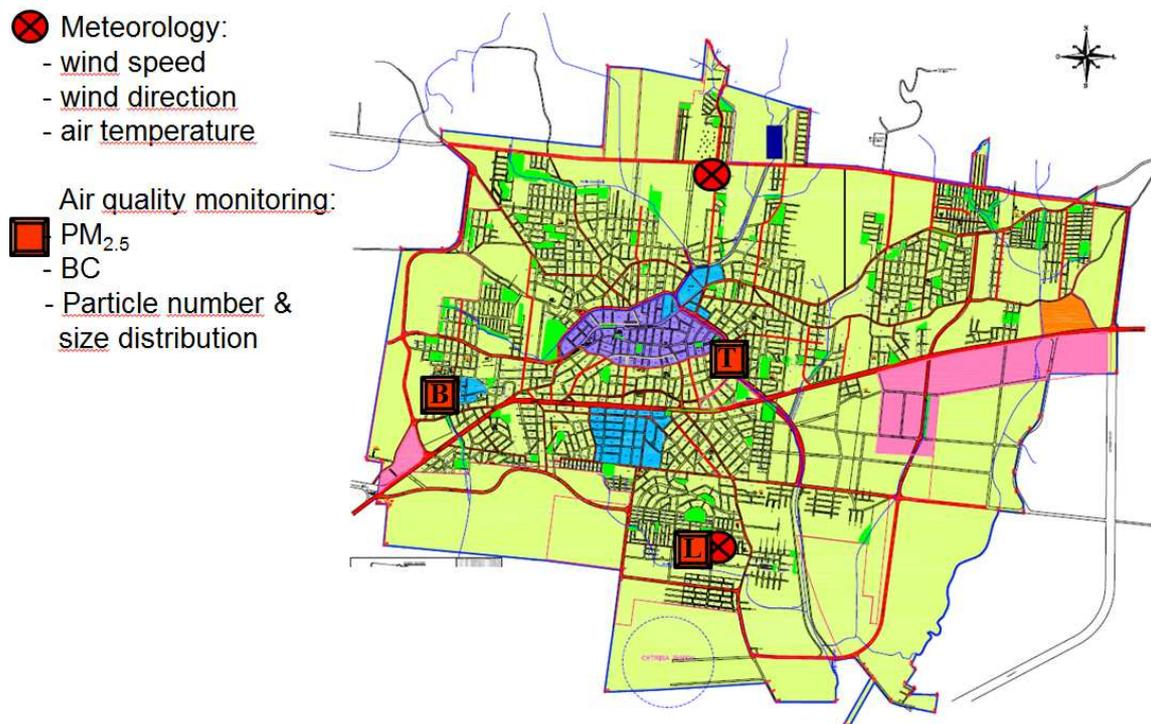 Meteorology:
- wind speed
- wind direction
- air temperature
Air quality monitoring:
- PM2.5
- BC
- Particle number &
size distribution
T
B
L